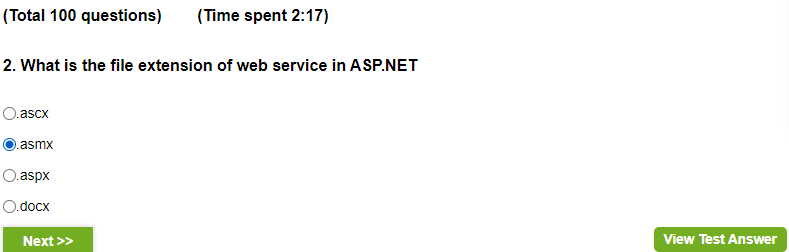 (Total 100 questions) (Time spent 2:17)
2. What is the file extension of web service in ASP.NET
.ascx
.asmx
.aspx
.docx
Next >>
View Test Answer